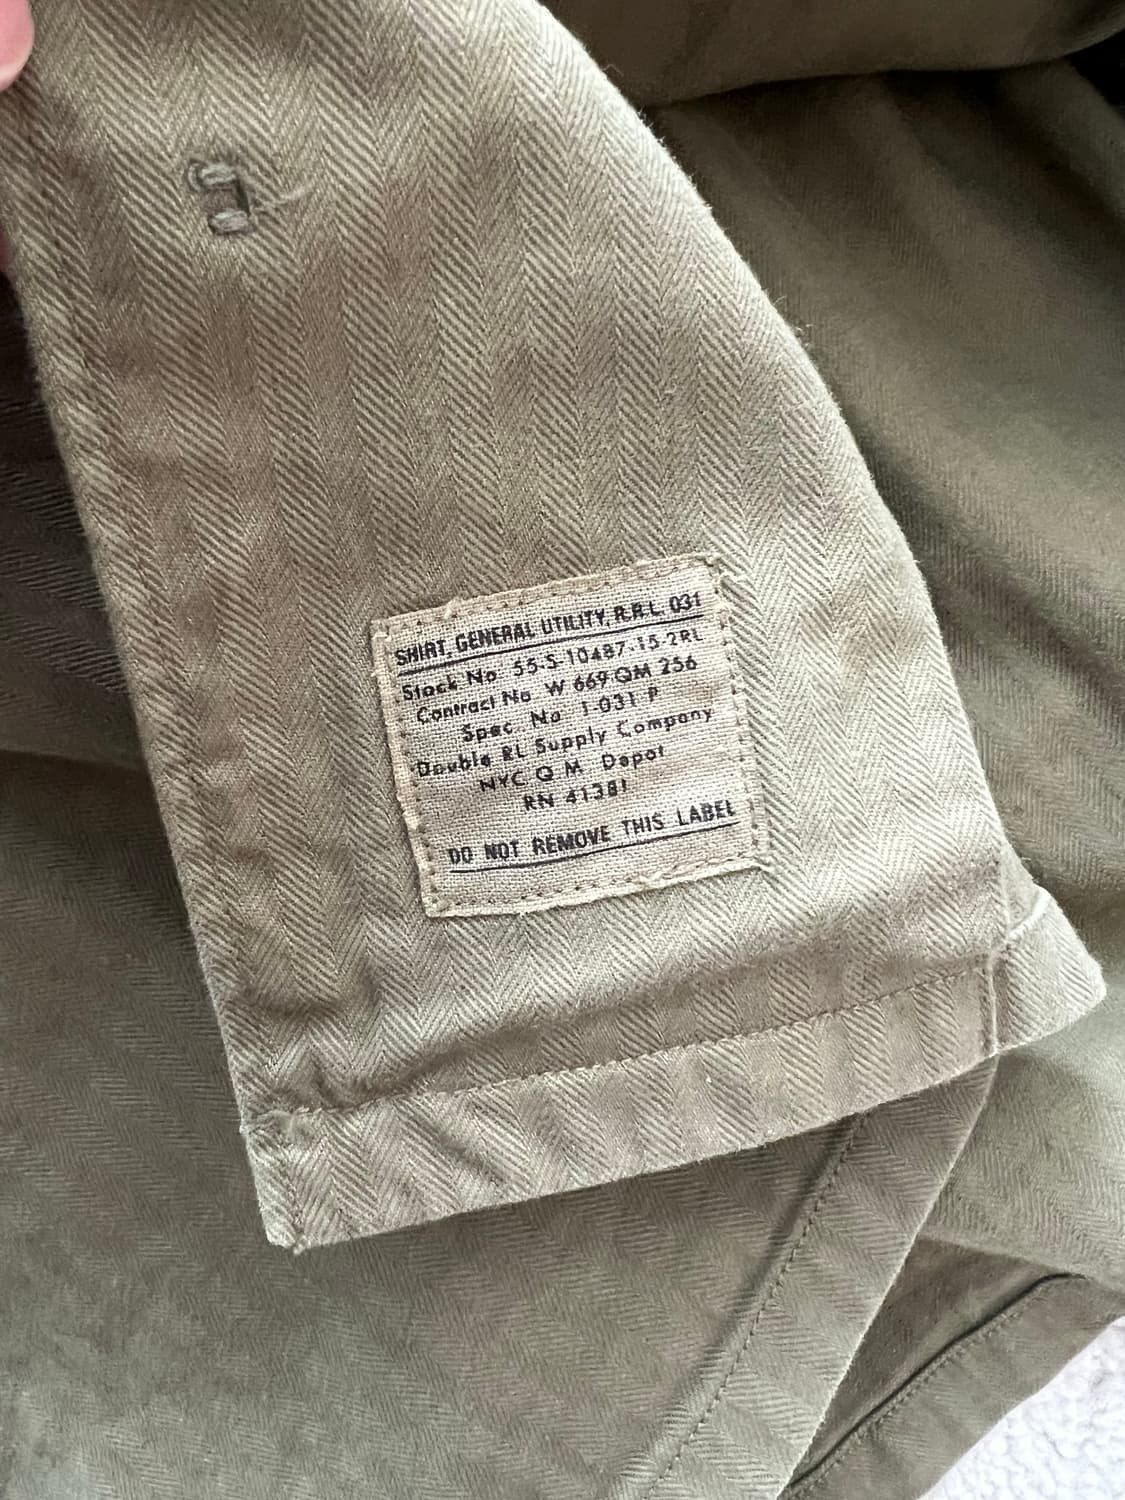 SHIRT, GENERAL UTILITY, R.R.L. 031
Stock No 55-S-10487-15-2RL
Contract No W 669 QM 256
Spec. No 1-031 P
Double RL Supply Company
NYC Q M Depot
RN 41381
DO NOT REMOVE THIS LABEL